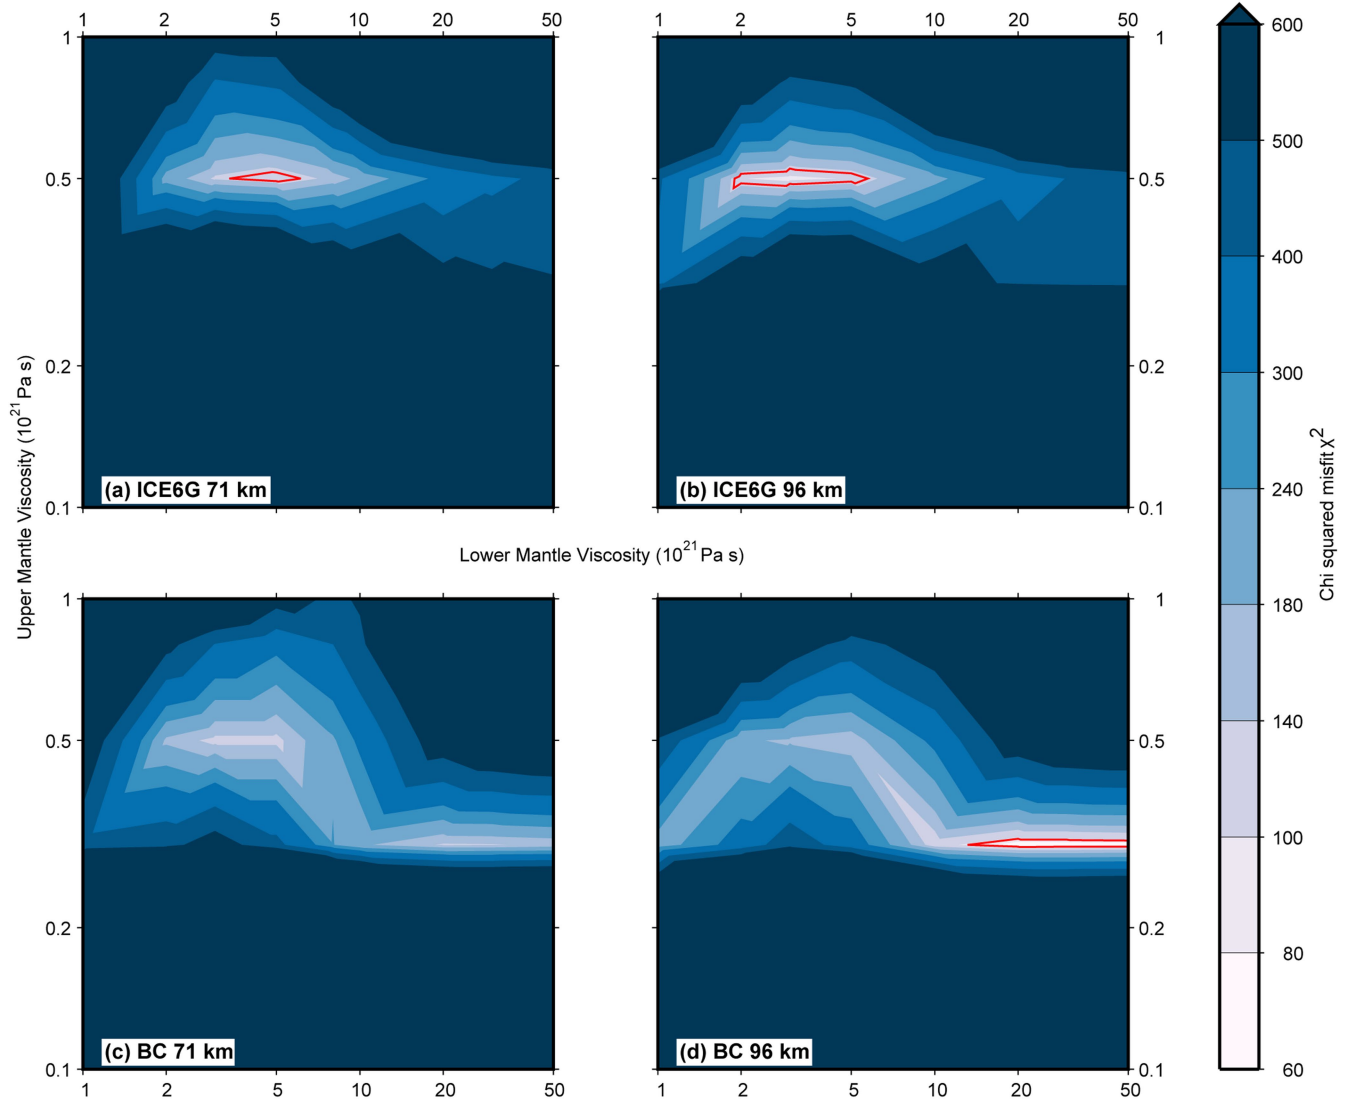 1 2 5 10 20 50
1 2 5 10 20 50
1
0.5
0.2
0.1
1
0.5
0.2
0.1
(a) ICE6G 71 km
(b) ICE6G 96 km
Upper Mantle Viscosity (10²¹ Pa s)
Lower Mantle Viscosity (10²¹ Pa s)
1
0.5
0.2
0.1
1
0.5
0.2
0.1
(c) BC 71 km
(d) BC 96 km
1 2 5 10 20 50
1 2 5 10 20 50
600
500
400
300
240
180
140
100
80
60
Chi squared misfit χ²